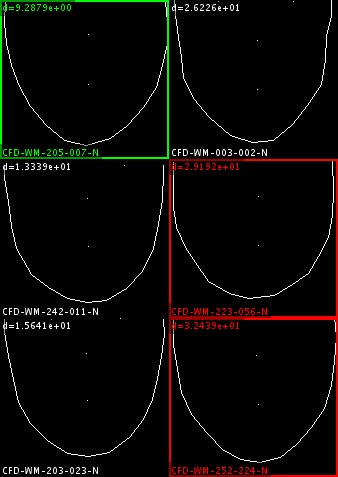 d=9.2879e+00
CFD-WM-205-007-N
d=2.6226e+01
CFD-WM-003-002-N
d=1.3339e+01
CFD-WM-242-011-N
d=2.9192e+01
CFD-WM-223-056-N
d=1.5641e+01
CFD-WM-203-023-N
d=3.2439e+01
CFD-WM-252-224-N